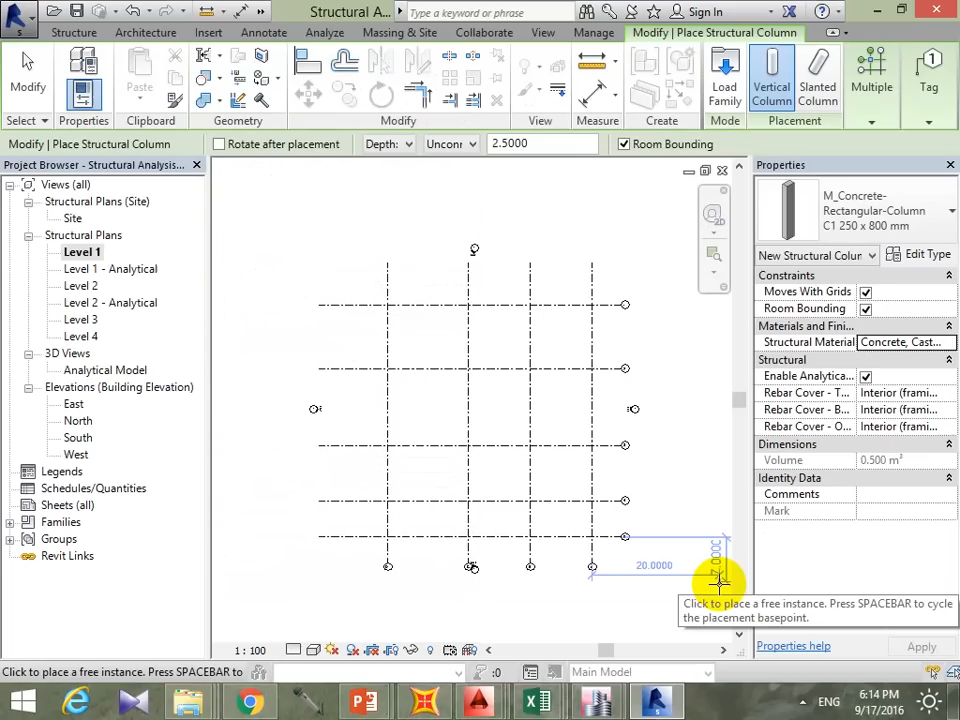 Structural A...
Type a keyword or phrase
Sign In
Structure
Architecture
Insert
Annotate
Analyze
Massing & Site
Collaborate
View
Manage
Modify | Place Structural Column
Modify
Paste
Load Family
Vertical Column
Slanted Column
Multiple
Tag
Select
Properties
Clipboard
Geometry
Modify
View
Measure
Create
Mode
Placement
Modify | Place Structural Column
Rotate after placement
Depth:
Uncon
2.5000
Room Bounding
Project Browser - Structural Analysis...
Views (all)
Structural Plans (Site)
Site
Structural Plans
Level 1
Level 1 - Analytical
Level 2
Level 2 - Analytical
Level 3
Level 4
3D Views
Analytical Model
Elevations (Building Elevation)
East
North
South
West
Legends
Schedules/Quantities
Sheets (all)
Families
Groups
Revit Links
20.0000
Click to place a free instance. Press SPACEBAR to cycle
the placement basepoint.
Properties
M_Concrete-
Rectangular-Column
C1 250 x 800 mm
New Structural Colur
Edit Type
Constraints
Moves With Grids
Room Bounding
Materials and Fini...
Structural Material
Concrete, Cast...
Structural
Enable Analytica...
Rebar Cover - T...
Interior (frami...
Rebar Cover - B...
Interior (frami...
Rebar Cover - O...
Interior (frami...
Dimensions
Volume
0.500 m³
Identity Data
Comments
Mark
Properties help
Apply
1 : 100
Click to place a free instance. Press SPACEBAR to
:0
Main Model
ENG
6:14 PM
9/17/2016